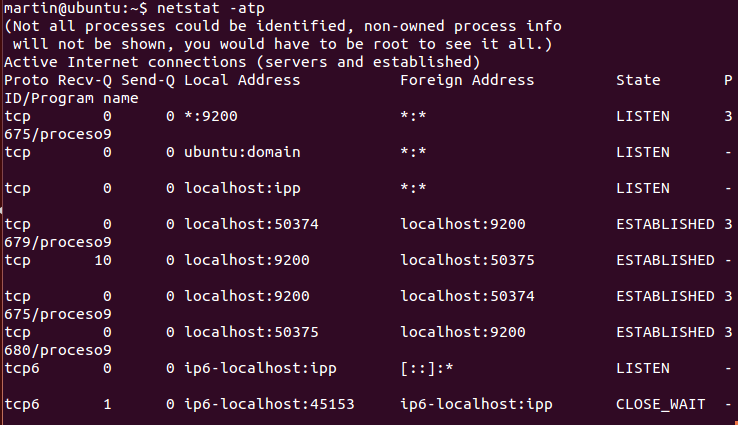 martin@ubuntu:~$ netstat -atp
(Not all processes could be identified, non-owned process info
 will not be shown, you would have to be root to see it all.)
Active Internet connections (servers and established)
Proto Recv-Q Send-Q Local Address           Foreign Address         State       P
ID/Program name
tcp        0      0 *:9200                  *:*                     LISTEN      3
675/proceso9
tcp        0      0 ubuntu:domain           *:*                     LISTEN      -
tcp        0      0 localhost:ipp           *:*                     LISTEN      -
tcp        0      0 localhost:50374         localhost:9200          ESTABLISHED 3
679/proceso9
tcp       10      0 localhost:9200          localhost:50375         ESTABLISHED -
tcp        0      0 localhost:9200          localhost:50374         ESTABLISHED 3
675/proceso9
tcp        0      0 localhost:50375         localhost:9200          ESTABLISHED 3
680/proceso9
tcp6       0      0 ip6-localhost:ipp       [::]:*                  LISTEN      -
tcp6       1      0 ip6-localhost:45153     ip6-localhost:ipp       CLOSE_WAIT  -